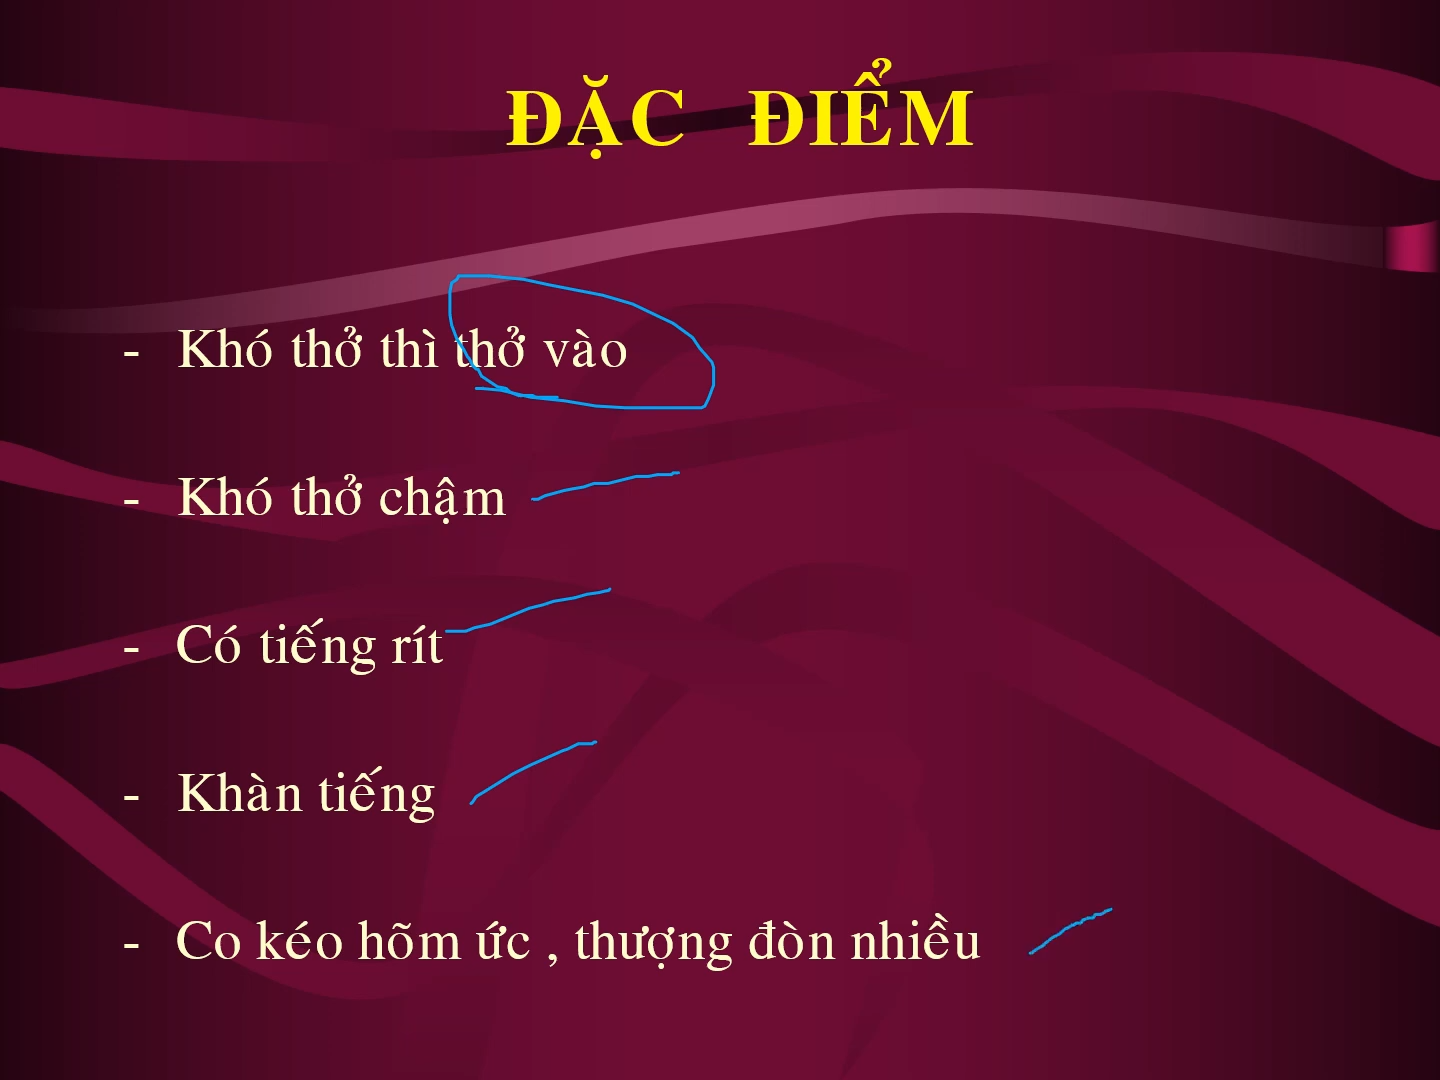 ĐẶC ĐIỂM
- Khó thở thì thở vào
- Khó thở chậm
- Có tiếng rít
- Khàn tiếng
- Co kéo hõm ức , thượng đòn nhiều